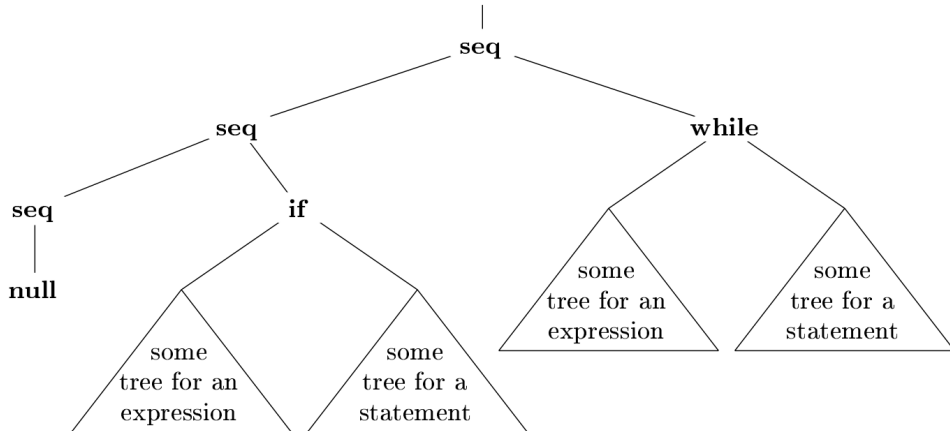 seq
seq
while
seq
if
null
some
tree for an
expression
some
tree for a
statement
some
tree for an
expression
some
tree for a
statement